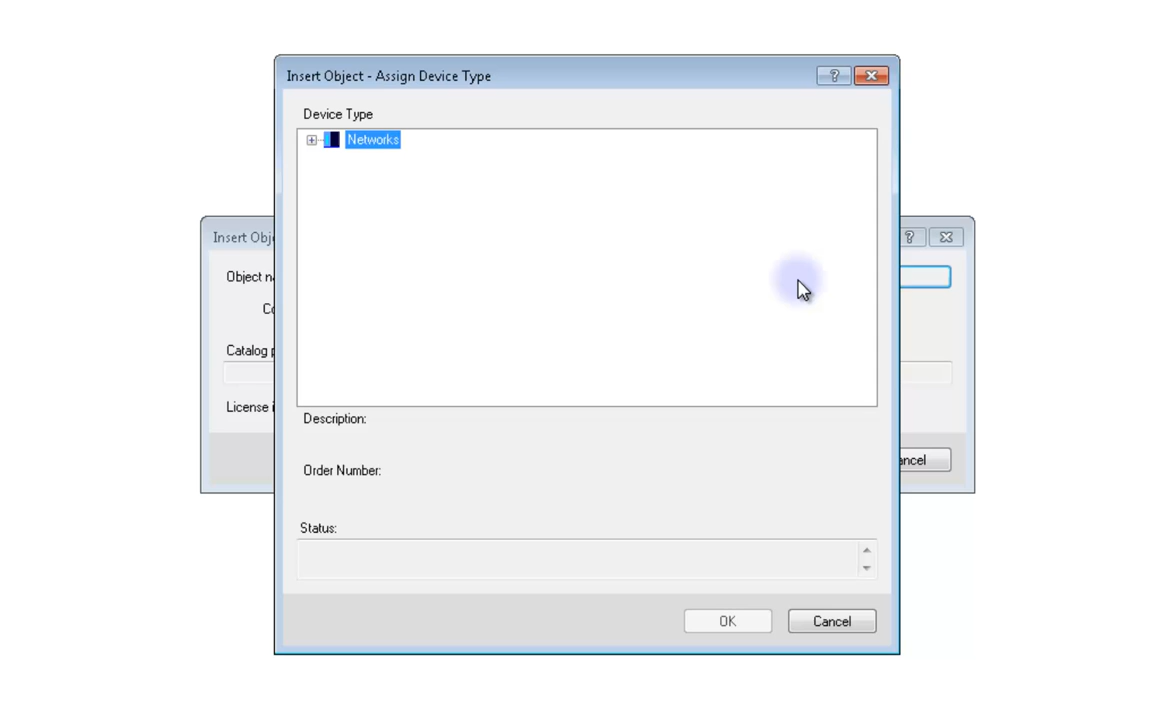 Insert Object - Assign Device Type
Device Type
Networks
Insert Obj
Object n
Co
Catalog p
License i
Description:
Order Number:
ancel
Status:
OK
Cancel